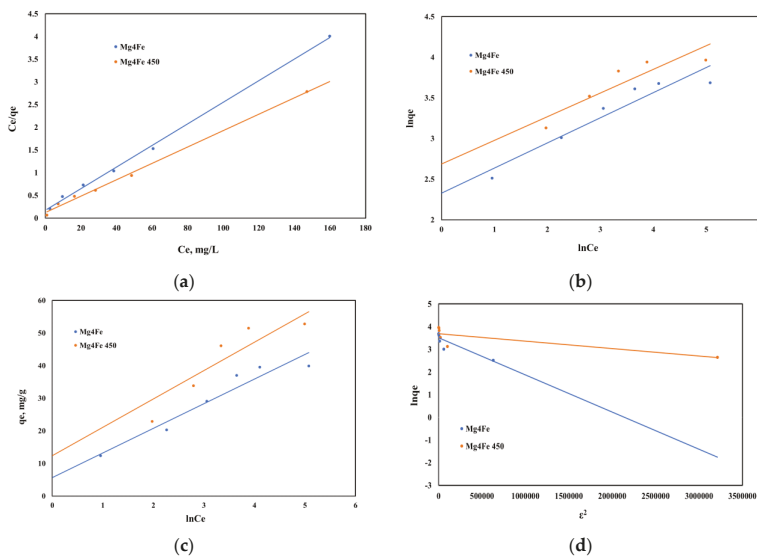 Mg4Fe
Mg4Fe 450
Ce/qe
4.5
4
3.5
3
2.5
2
1.5
1
0.5
0
0 20 40 60 80 100 120 140 160 180
Ce, mg/L
(a)
Mg4Fe
Mg4Fe 450
lnqe
4.5
4
3.5
3
2.5
2
0 1 2 3 4 5
lnCe
(b)
Mg4Fe
Mg4Fe 450
qe, mg/g
60
50
40
30
20
10
0
0 1 2 3 4 5 6
lnCe
(c)
Mg4Fe
Mg4Fe 450
lnqe
5
4
3
2
1
0
-1
-2
-3
0 500000 1000000 1500000 2000000 2500000 3000000 3500000
ε²
(d)